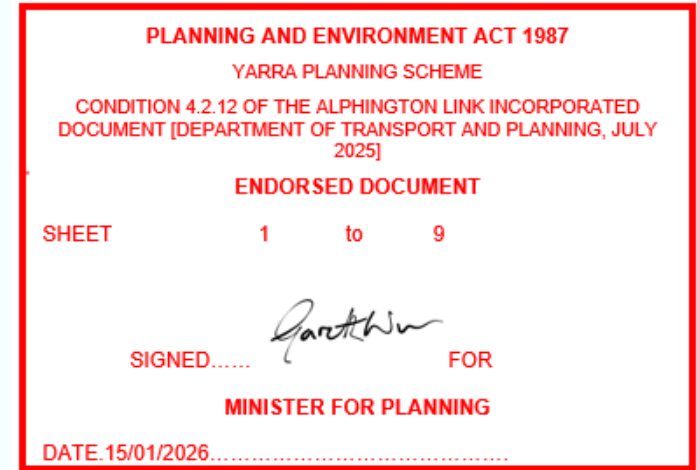 PLANNING AND ENVIRONMENT ACT 1987
YARRA PLANNING SCHEME
CONDITION 4.2.12 OF THE ALPHINGTON LINK INCORPORATED
DOCUMENT [DEPARTMENT OF TRANSPORT AND PLANNING, JULY
2025]
ENDORSED DOCUMENT
SHEET 1 to 9
SIGNED...... FOR
MINISTER FOR PLANNING
DATE.15/01/2026..........................................